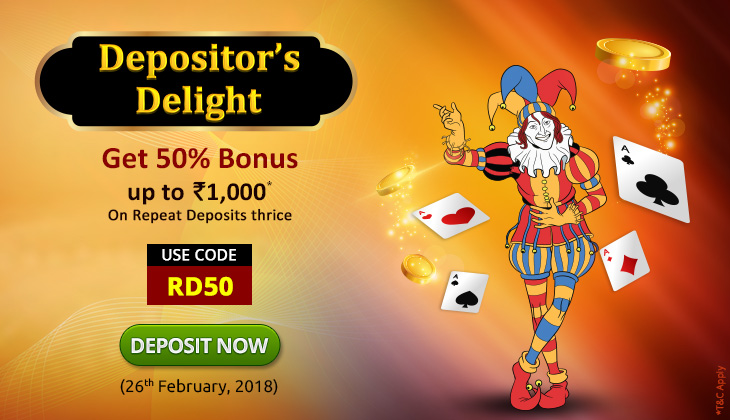 Depositor's
Delight
Get 50% Bonus
up to ₹1,000*
On Repeat Deposits thrice
USE CODE
RD50
DEPOSIT NOW
(26th February, 2018)
A
A
A
A
*T&C Apply